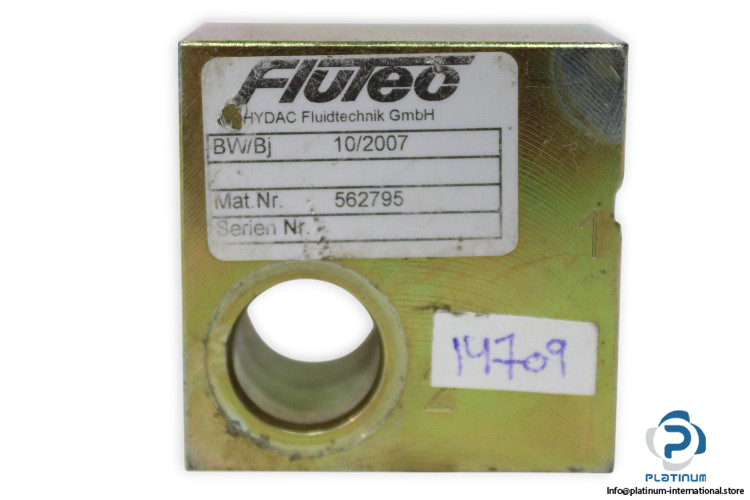 FLUTEC
HYDAC Fluidtechnik GmbH
BW/Bj 10/2007
Mat.Nr. 562795
Serien Nr.
1
14709
2
PLATINUM
Info@platinum-international.store